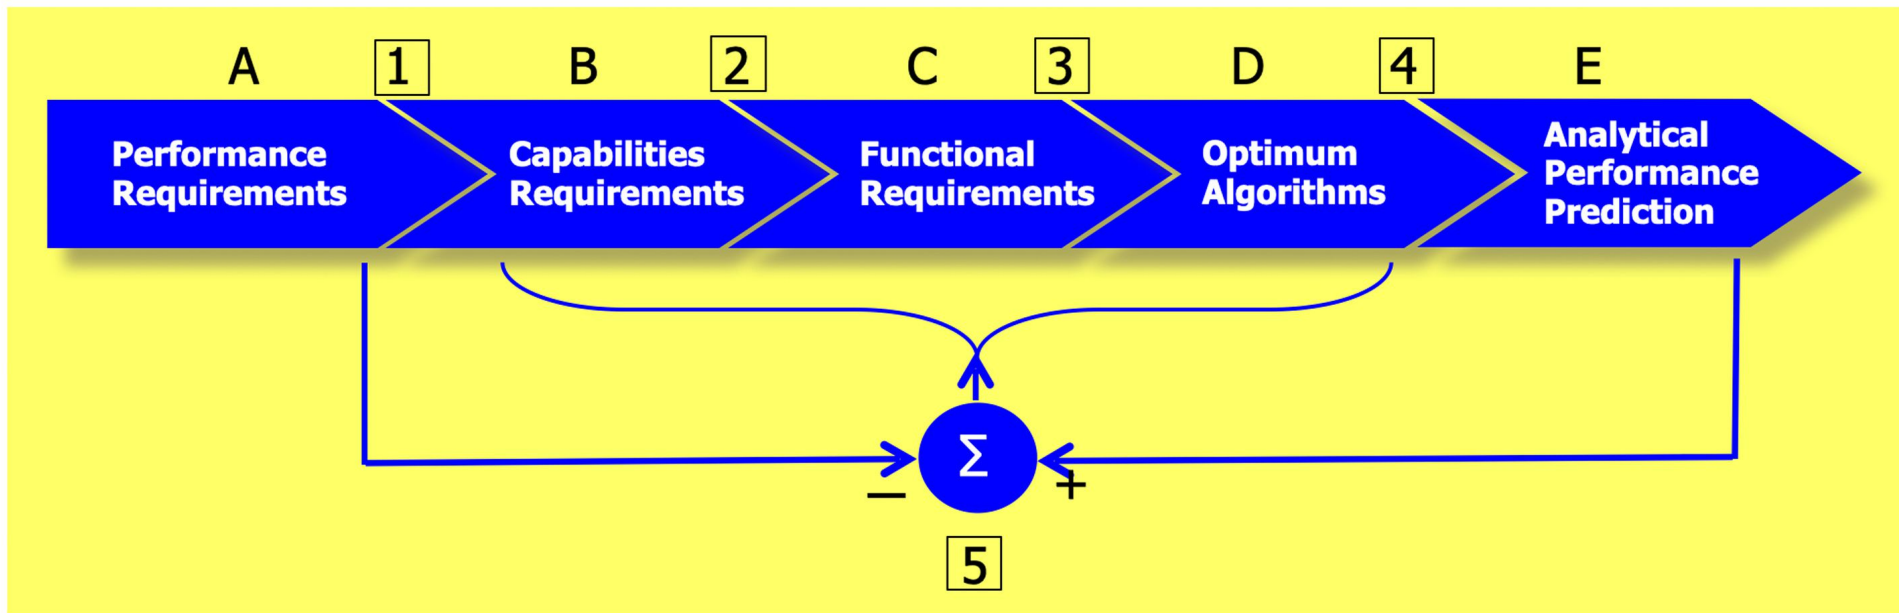 A 1 B 2 C 3 D 4 E
Performance
Requirements
Capabilities
Requirements
Functional
Requirements
Optimum
Algorithms
Analytical
Performance
Prediction
Σ
— +
5